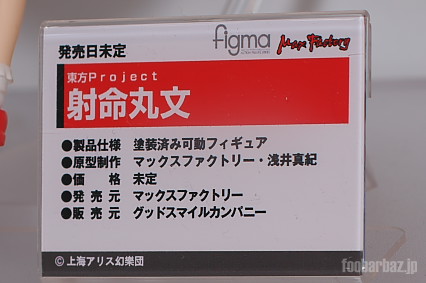 発売日未定
figma
Max Factory
東方Project
射命丸文
●製品仕様 塗装済み可動フィギュア
●原型制作 マックスファクトリー・浅井真紀
●価　　格 未定
●発 売 元 マックスファクトリー
●販 売 元 グッドスマイルカンパニー
© 上海アリス幻樂団
foobarbaz.jp